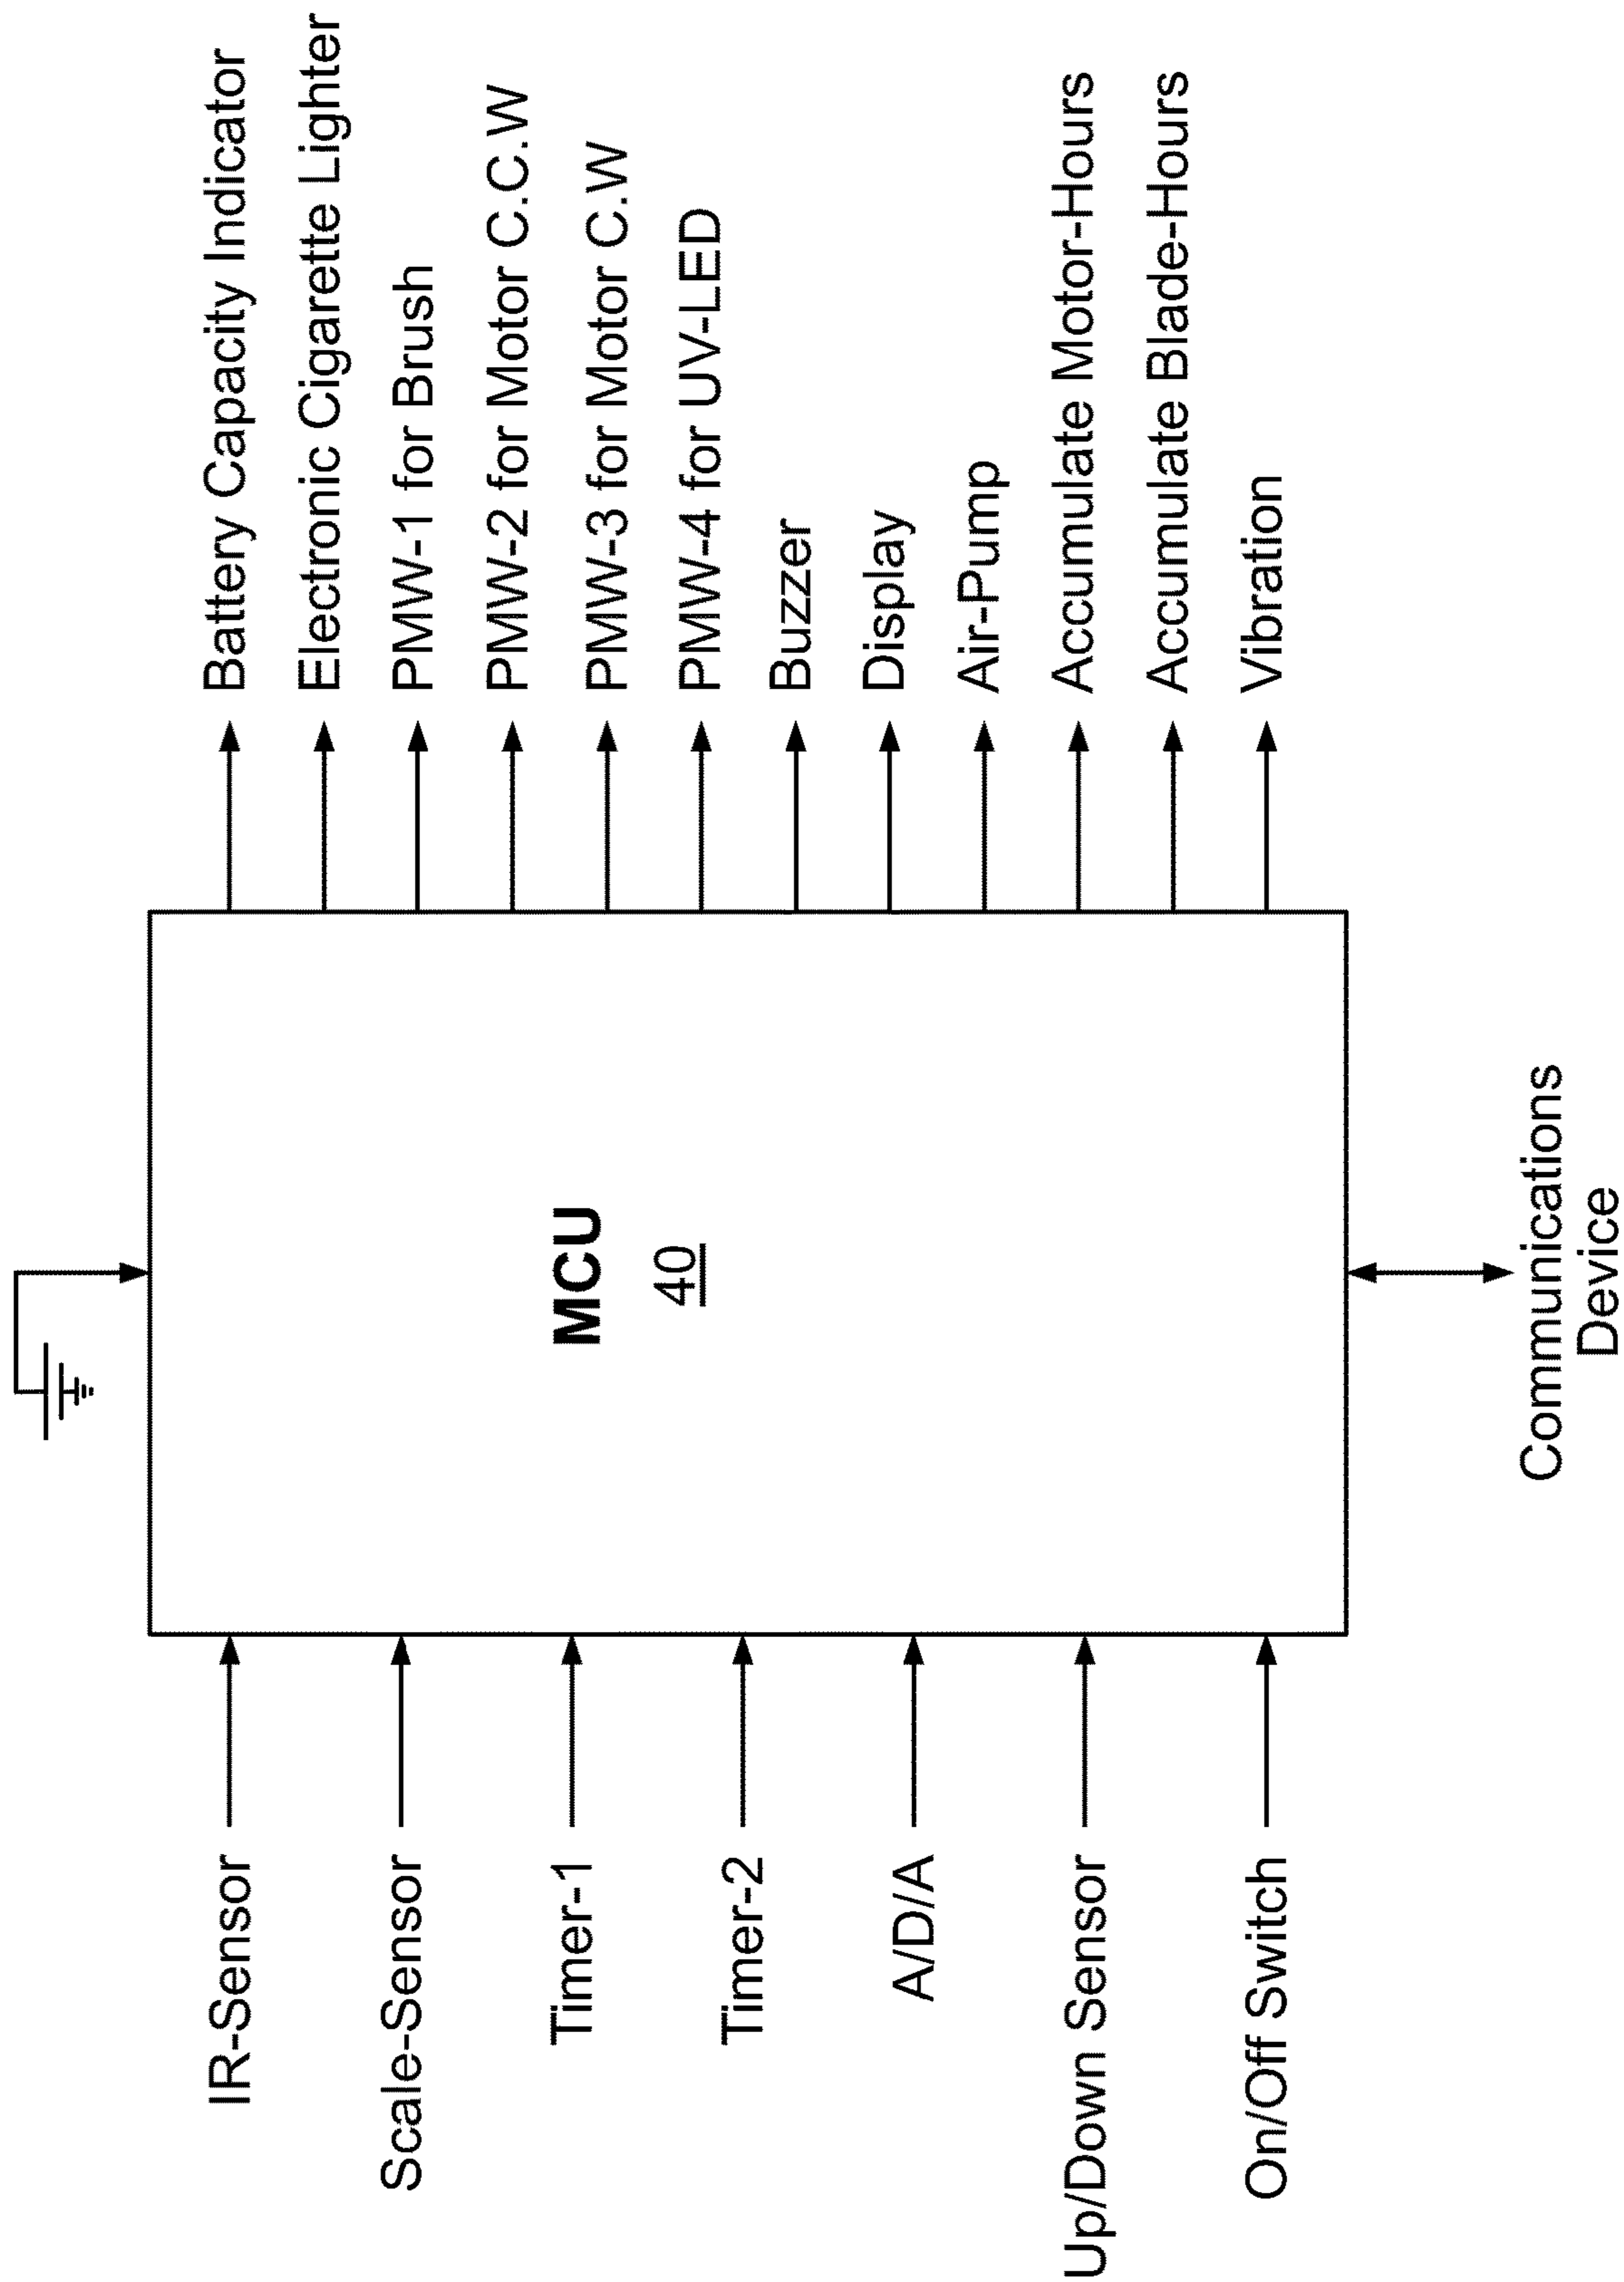 IR-Sensor
Scale-Sensor
Timer-1
Timer-2
A/D/A
Up/Down Sensor
On/Off Switch
MCU
40
Battery Capacity Indicator
Electronic Cigarette Lighter
PMW-1 for Brush
PMW-2 for Motor C.C.W
PMW-3 for Motor C.W
PMW-4 for UV-LED
Buzzer
Display
Air-Pump
Accumulate Motor-Hours
Accumulate Blade-Hours
Vibration
Communications
Device